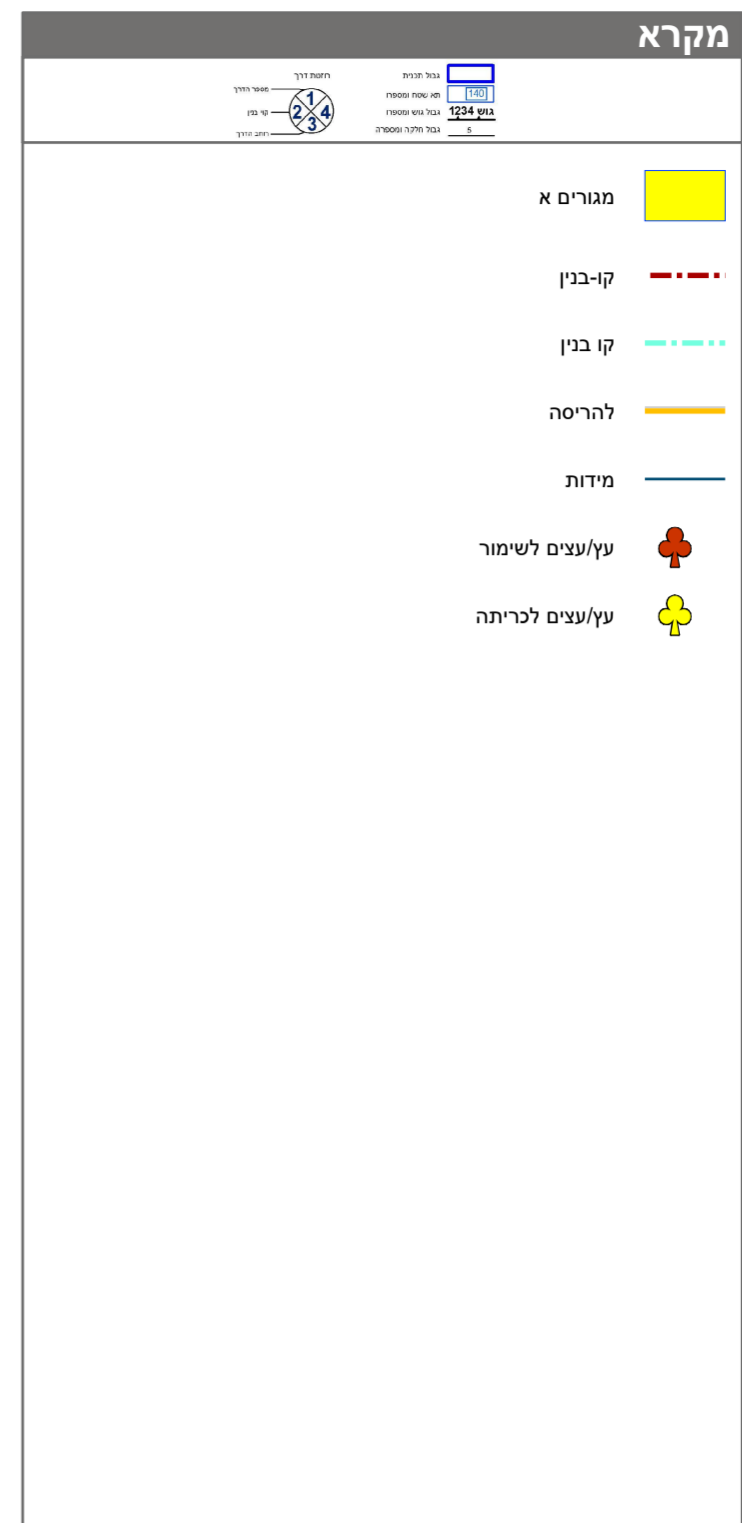 מקרא
גבול תכנית
תא שטח ומספרו 140
גבול גוש ומספרו גוש 1234
גבול חלקה ומספרה 5
רוזטת דרך
מספר הדרך
קוי בנין
רוחב הדרך
1
2 4
3
מגורים א
קו-בנין
קו בנין
להריסה
מידות
עץ/עצים לשימור
עץ/עצים לכריתה